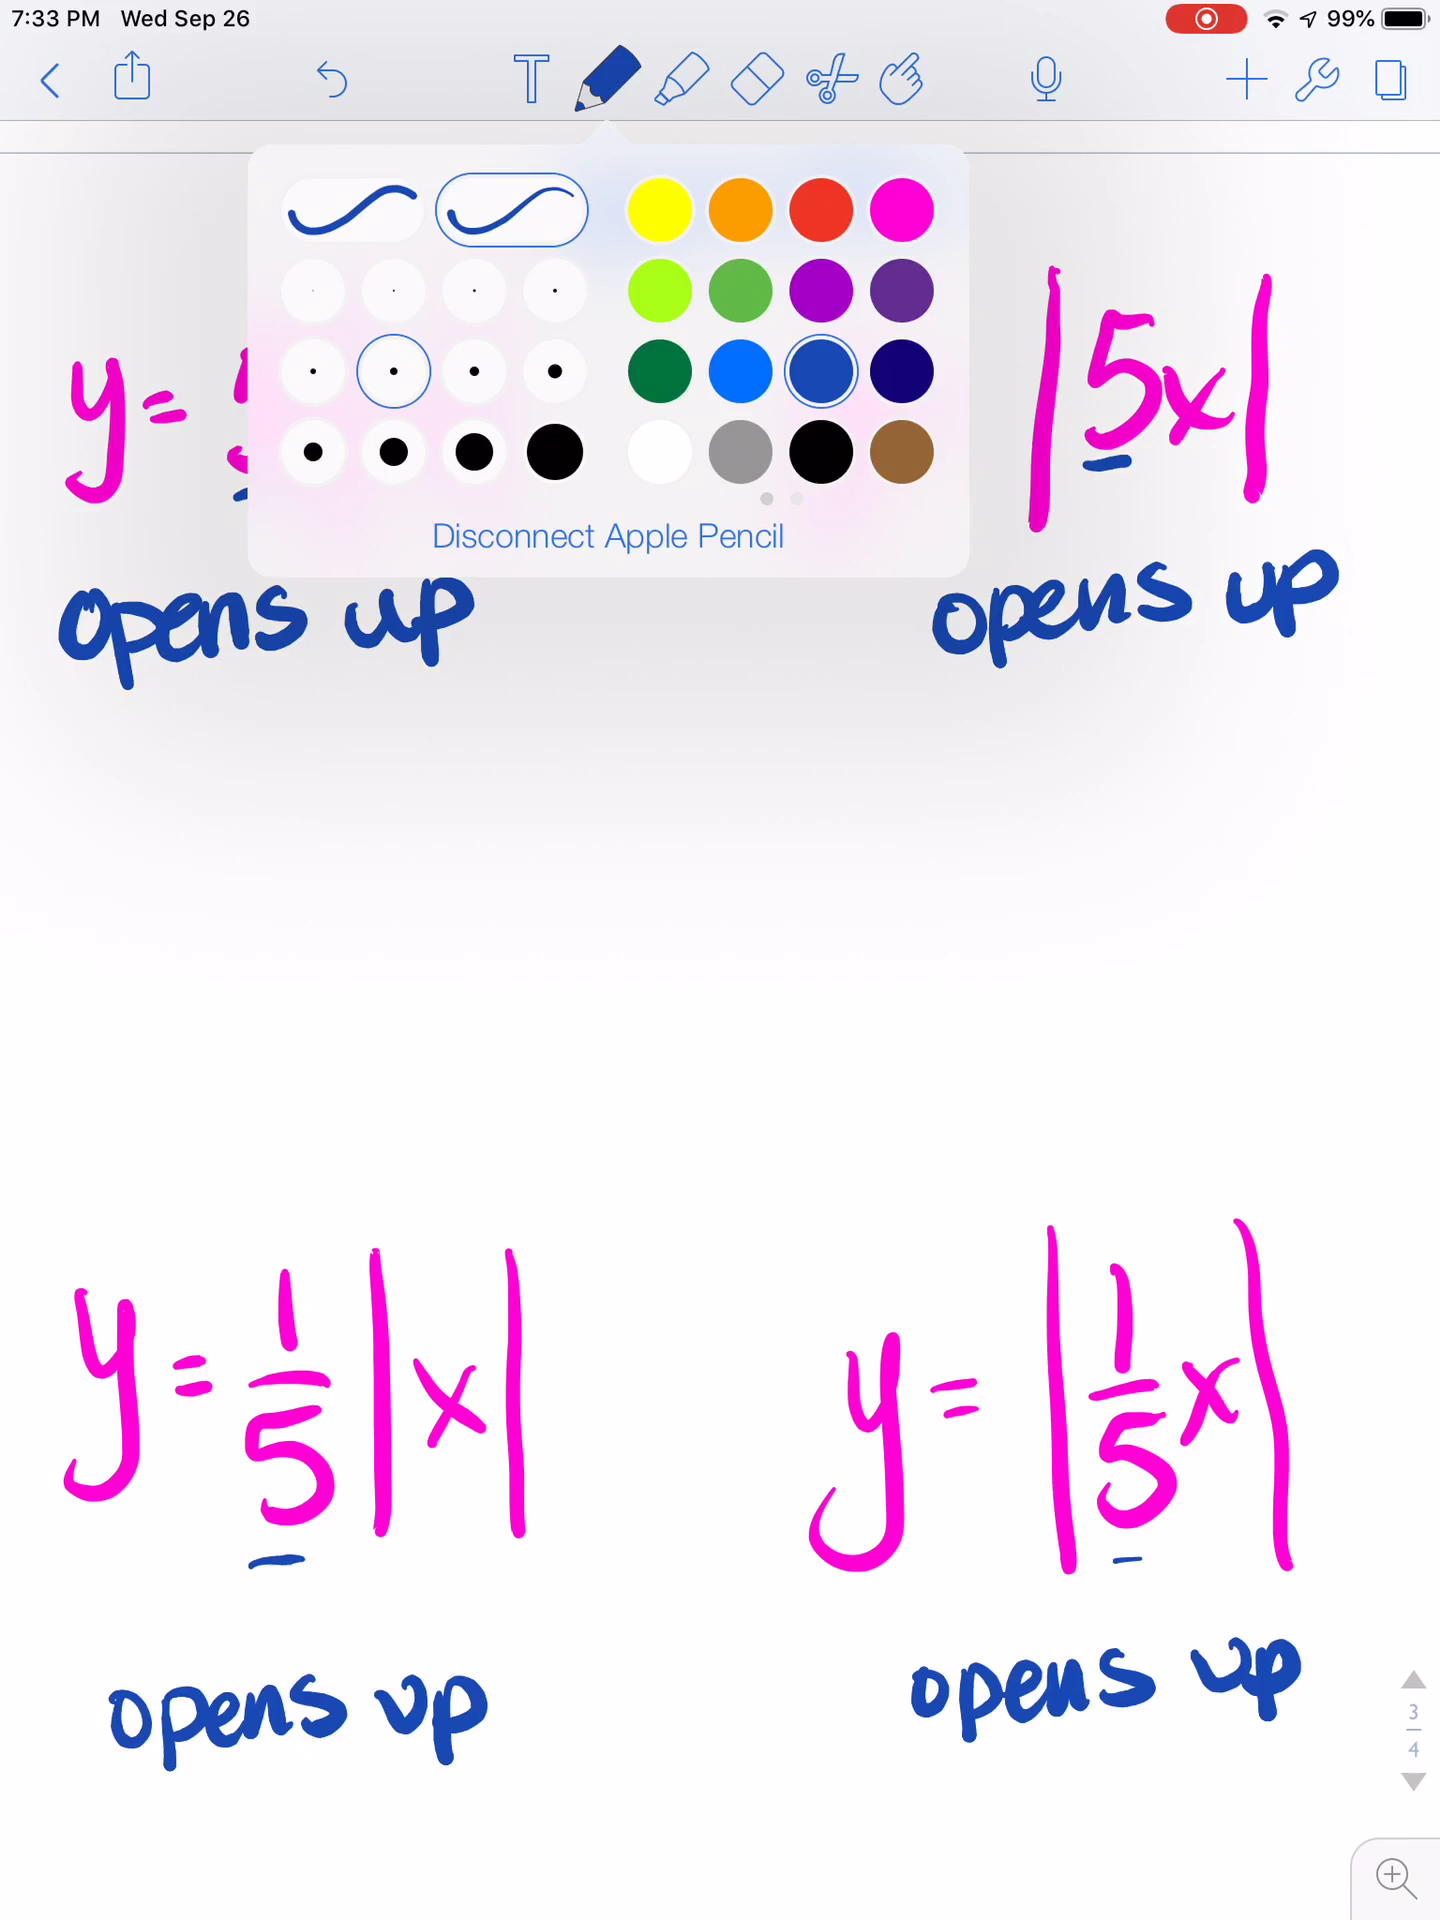 7:33 PM Wed Sep 26 99%
T
Disconnect Apple Pencil
y= |5x|
opens up opens up
y= 1/5 |x| y= |1/5 x|
opens up opens up
3
4